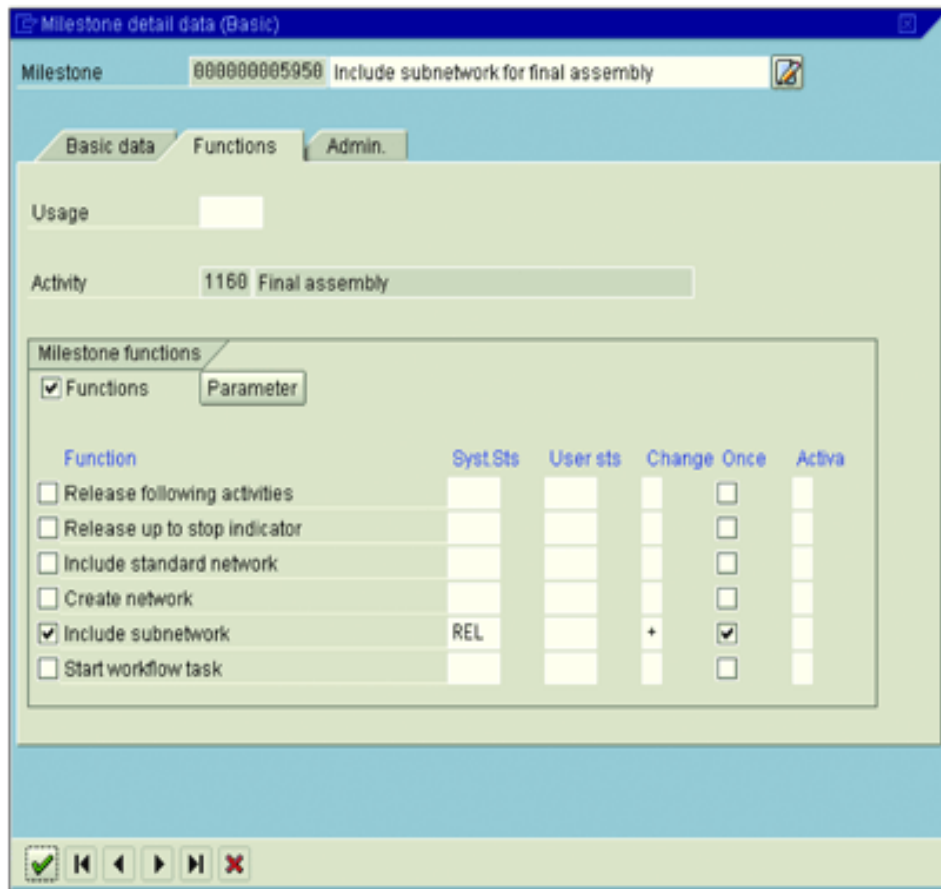 Milestone detail data (Basic)
Milestone 000000005950 Include subnetwork for final assembly
Basic data Functions Admin.
Usage
Activity 1160 Final assembly
Milestone functions
Functions Parameter
Function Syst.Sts User sts Change Once Activa
Release following activities
Release up to stop indicator
Include standard network
Create network
Include subnetwork REL +
Start workflow task